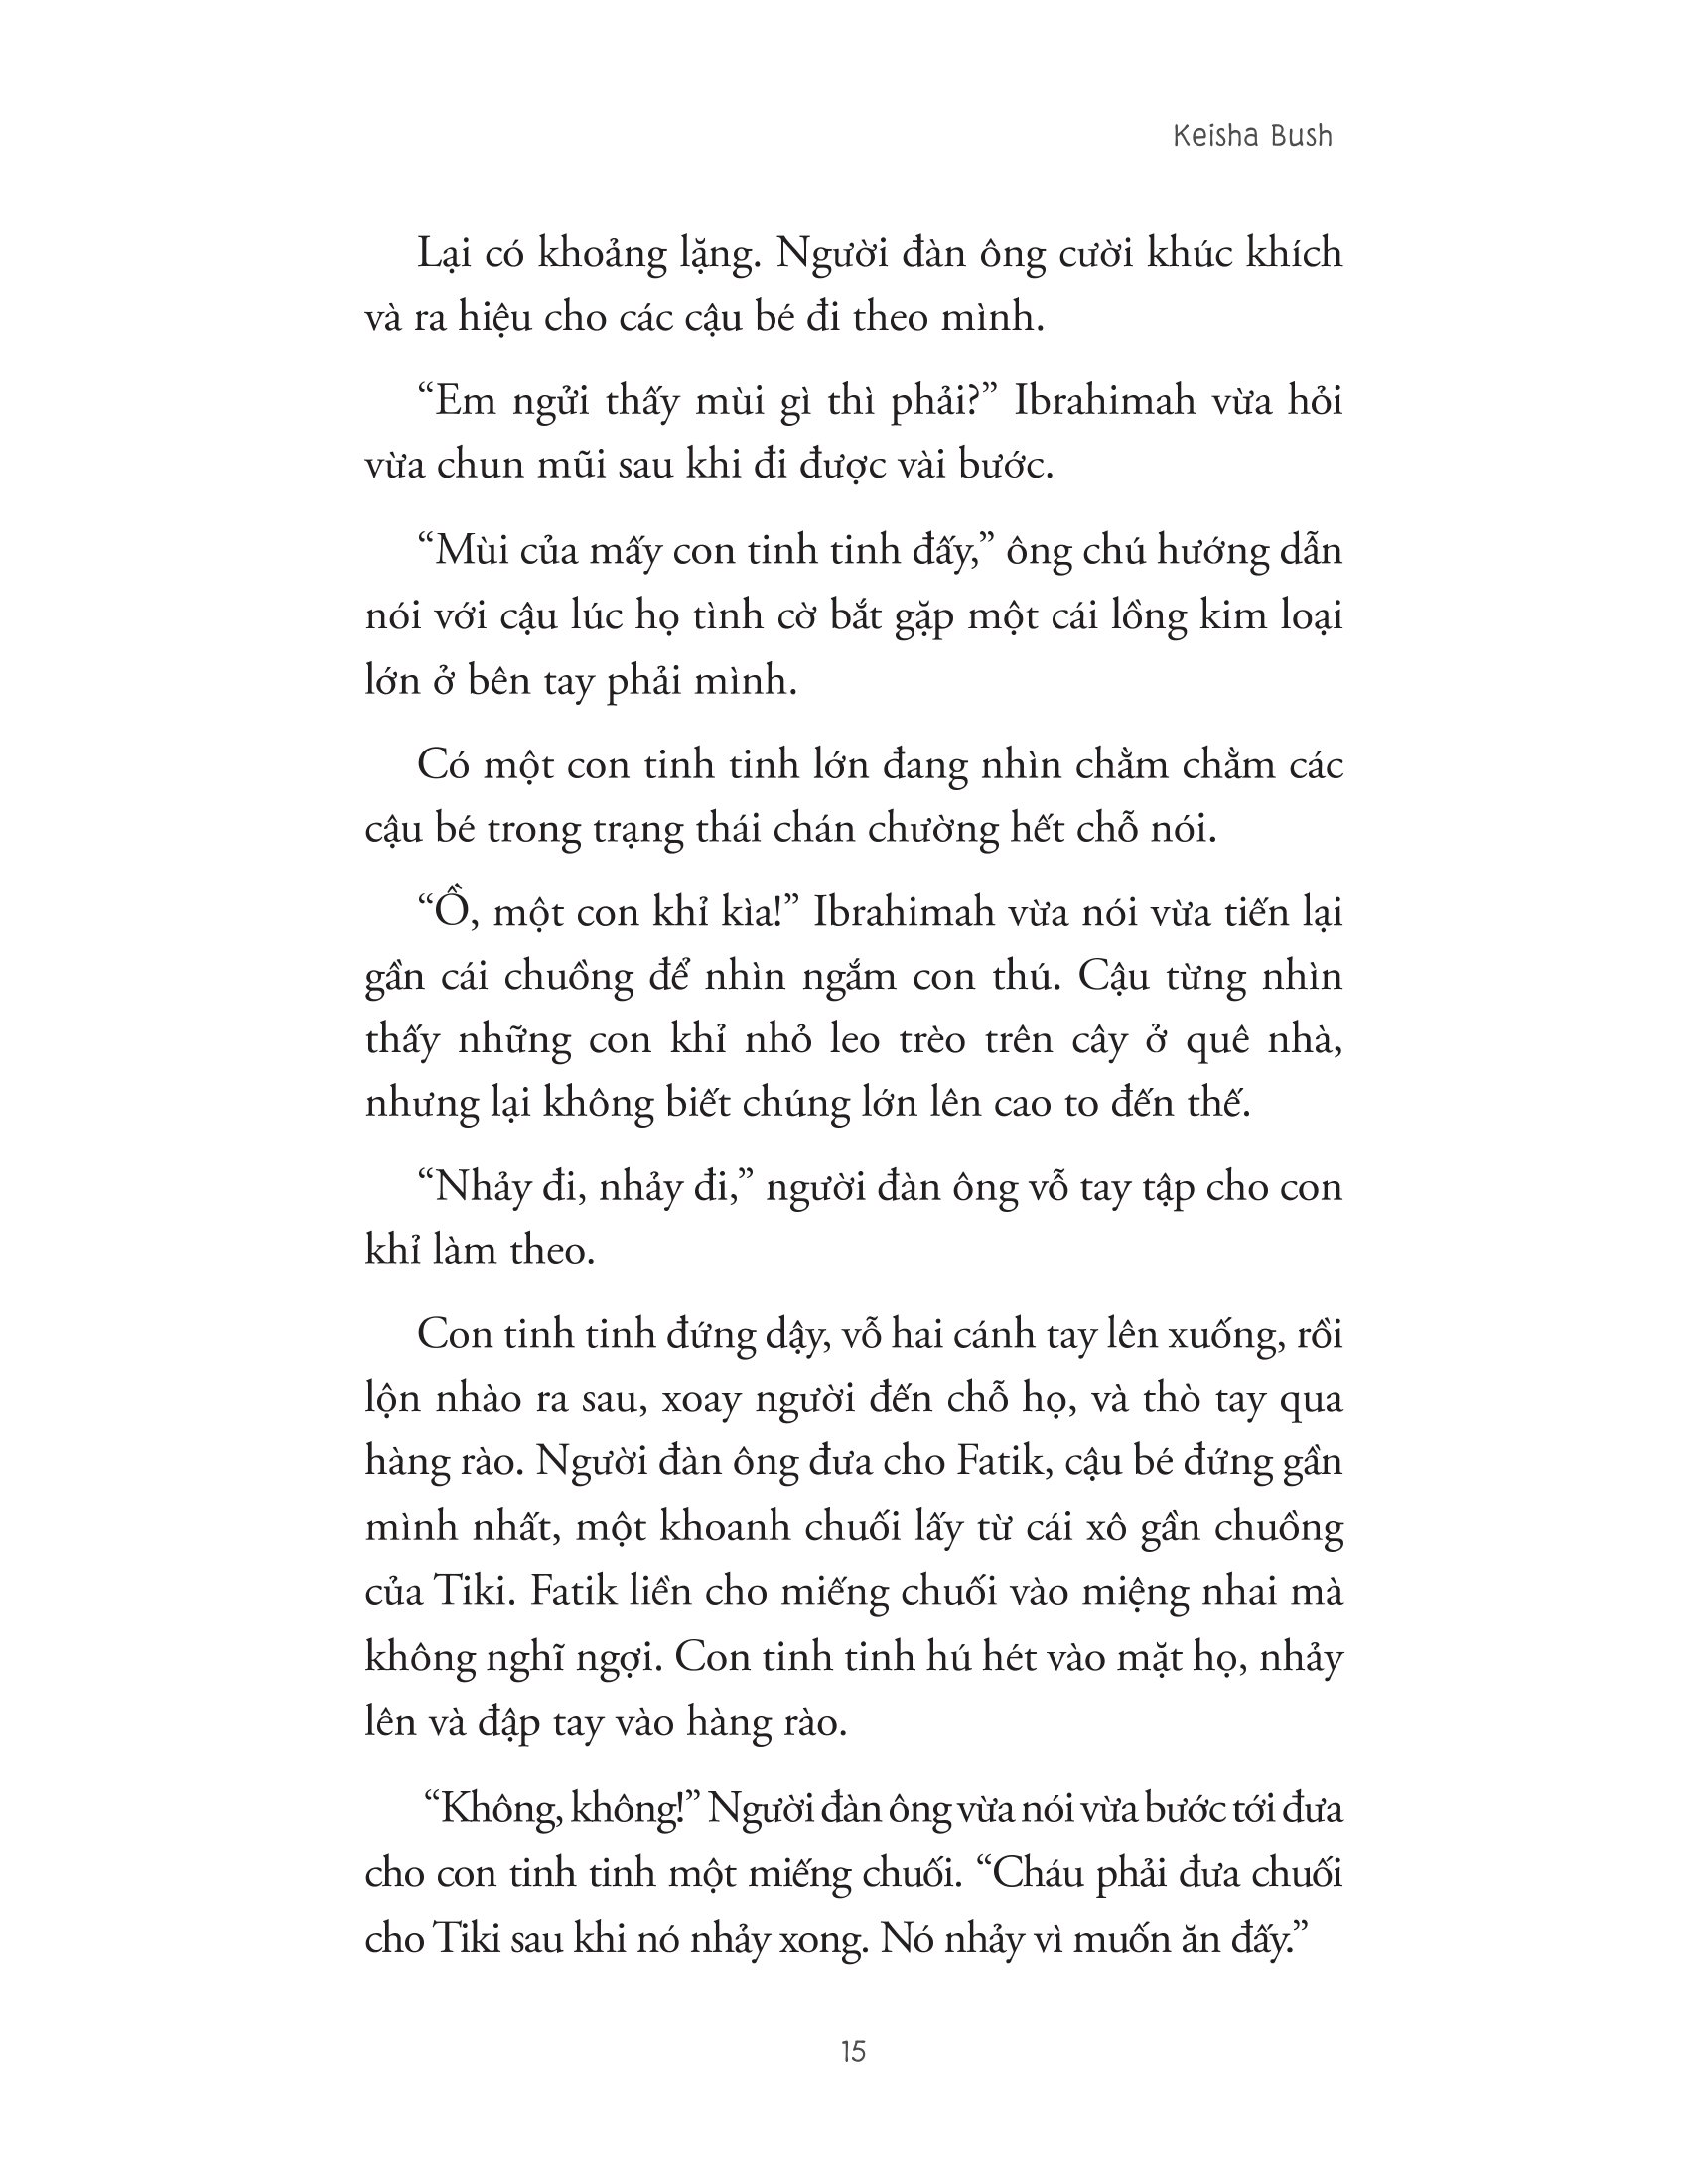 Keisha Bush
Lại có khoảng lặng. Người đàn ông cười khúc khích
và ra hiệu cho các cậu bé đi theo mình.
“Em ngửi thấy mùi gì thì phải?” Ibrahimah vừa hỏi
vừa chun mũi sau khi đi được vài bước.
“Mùi của mấy con tinh tinh đấy,” ông chú hướng dẫn
nói với cậu lúc họ tình cờ bắt gặp một cái lồng kim loại
lớn ở bên tay phải mình.
Có một con tinh tinh lớn đang nhìn chằm chằm các
cậu bé trong trạng thái chán chường hết chỗ nói.
“Ồ, một con khỉ kìa!” Ibrahimah vừa nói vừa tiến lại
gần cái chuồng để nhìn ngắm con thú. Cậu từng nhìn
thấy những con khỉ nhỏ leo trèo trên cây ở quê nhà,
nhưng lại không biết chúng lớn lên cao to đến thế.
“Nhảy đi, nhảy đi,” người đàn ông vỗ tay tập cho con
khỉ làm theo.
Con tinh tinh đứng dậy, vỗ hai cánh tay lên xuống, rồi
lộn nhào ra sau, xoay người đến chỗ họ, và thò tay qua
hàng rào. Người đàn ông đưa cho Fatik, cậu bé đứng gần
mình nhất, một khoanh chuối lấy từ cái xô gần chuồng
của Tiki. Fatik liền cho miếng chuối vào miệng nhai mà
không nghĩ ngợi. Con tinh tinh hú hét vào mặt họ, nhảy
lên và đập tay vào hàng rào.
“Không, không!” Người đàn ông vừa nói vừa bước tới đưa
cho con tinh tinh một miếng chuối. “Cháu phải đưa chuối
cho Tiki sau khi nó nhảy xong. Nó nhảy vì muốn ăn đấy.”
15